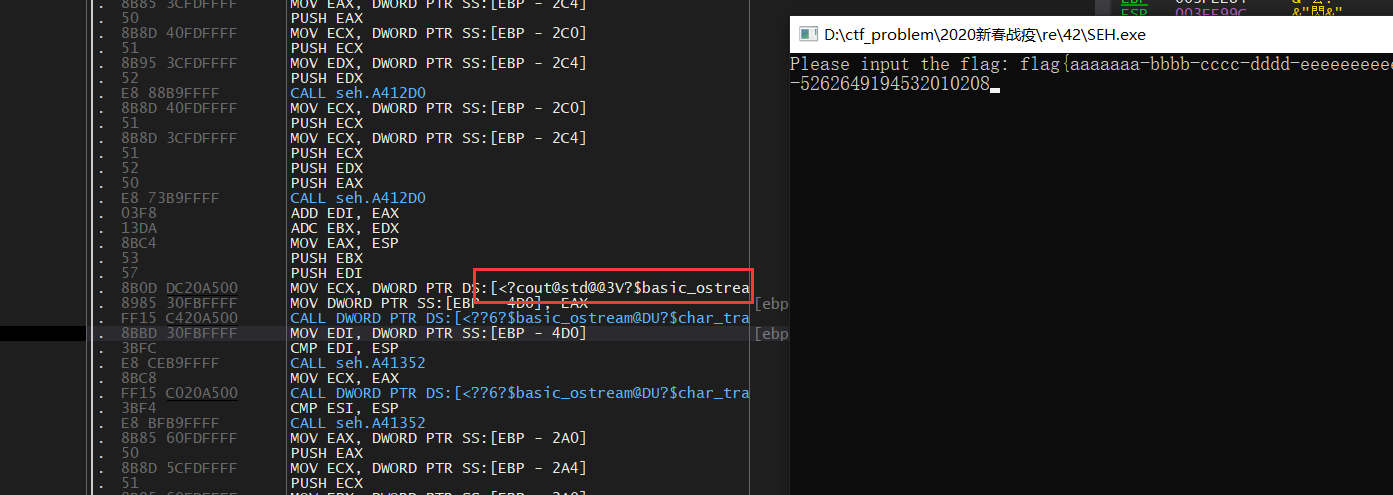 8B85 3CFDFFFF MOV EAX, DWORD PTR SS:[EBP - 2C4]
50 PUSH EAX
8B8D 40FDFFFF MOV ECX, DWORD PTR SS:[EBP - 2C0]
51 PUSH ECX
8B95 3CFDFFFF MOV EDX, DWORD PTR SS:[EBP - 2C4]
52 PUSH EDX
E8 88B9FFFF CALL seh.A412D0
8B8D 40FDFFFF MOV ECX, DWORD PTR SS:[EBP - 2C0]
51 PUSH ECX
8B8D 3CFDFFFF MOV ECX, DWORD PTR SS:[EBP - 2C4]
51 PUSH ECX
52 PUSH EDX
50 PUSH EAX
E8 73B9FFFF CALL seh.A412D0
03F8 ADD EDI, EAX
13DA ADC EBX, EDX
8BC4 MOV EAX, ESP
53 PUSH EBX
57 PUSH EDI
8B0D DC20A500 MOV ECX, DWORD PTR DS:[<?cout@std@@3V?$basic_ostrea
8985 30FBFFFF MOV DWORD PTR SS:[EBP - 4D0], EAX [ebp
FF15 C420A500 CALL DWORD PTR DS:[<??6?$basic_ostream@DU?$char_tra
8BBD 30FBFFFF MOV EDI, DWORD PTR SS:[EBP - 4D0] [ebp
3BFC CMP EDI, ESP
E8 CEB9FFFF CALL seh.A41352
8BC8 MOV ECX, EAX
FF15 C020A500 CALL DWORD PTR DS:[<??6?$basic_ostream@DU?$char_tra
3BF4 CMP ESI, ESP
E8 BFB9FFFF CALL seh.A41352
8B85 60FDFFFF MOV EAX, DWORD PTR SS:[EBP - 2A0]
50 PUSH EAX
8B8D 5CFDFFFF MOV ECX, DWORD PTR SS:[EBP - 2A4]
51 PUSH ECX
D:\ctf_problem\2020新春战疫\re\42\SEH.exe
Please input the flag: flag{aaaaaaa-bbbb-cccc-dddd-eeeeeeeeee
-5262649194532010208